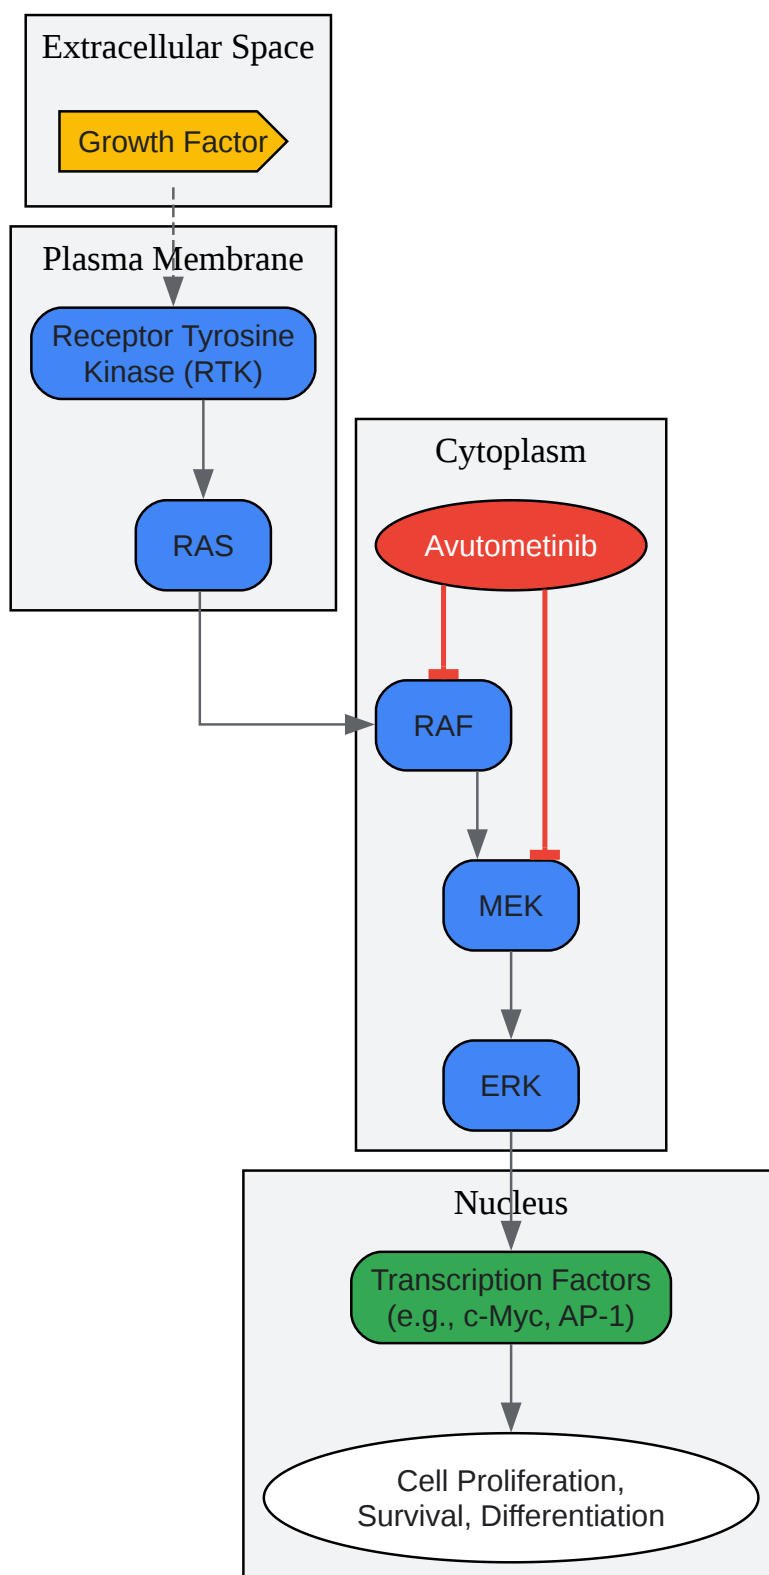 Extracellular Space
Growth Factor
Plasma Membrane
Receptor Tyrosine
Kinase (RTK)
RAS
Cytoplasm
Avutometinib
RAF
MEK
ERK
Nucleus
Transcription Factors
(e.g., c-Myc, AP-1)
Cell Proliferation,
Survival, Differentiation